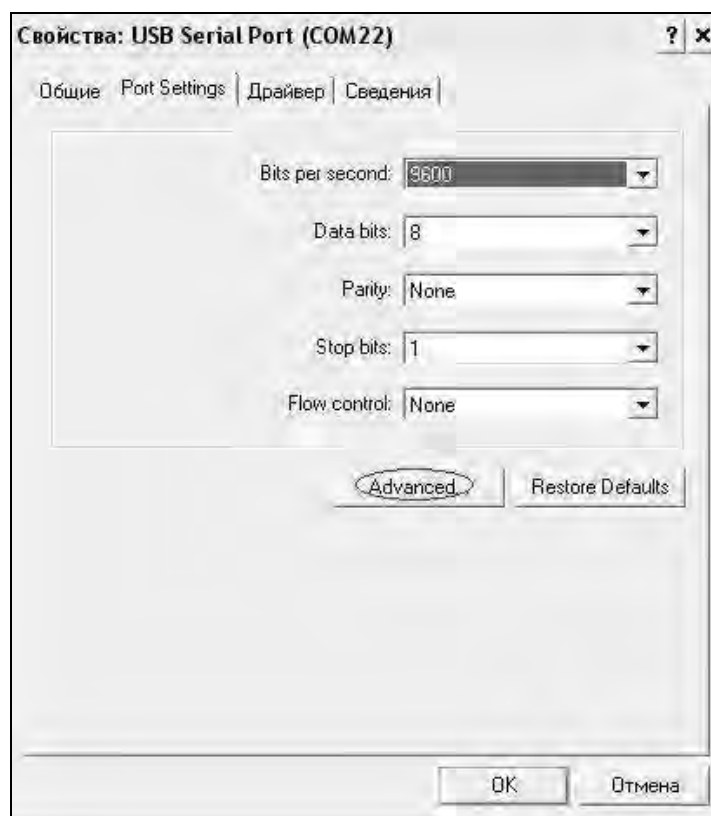 Свойства: USB Serial Port (COM22) ? ×
Общие Port Settings Драйвер Сведения
Bits per second: 9600
Data bits: 8
Parity: None
Stop bits: 1
Flow control: None
Advanced... Restore Defaults
OK Отмена